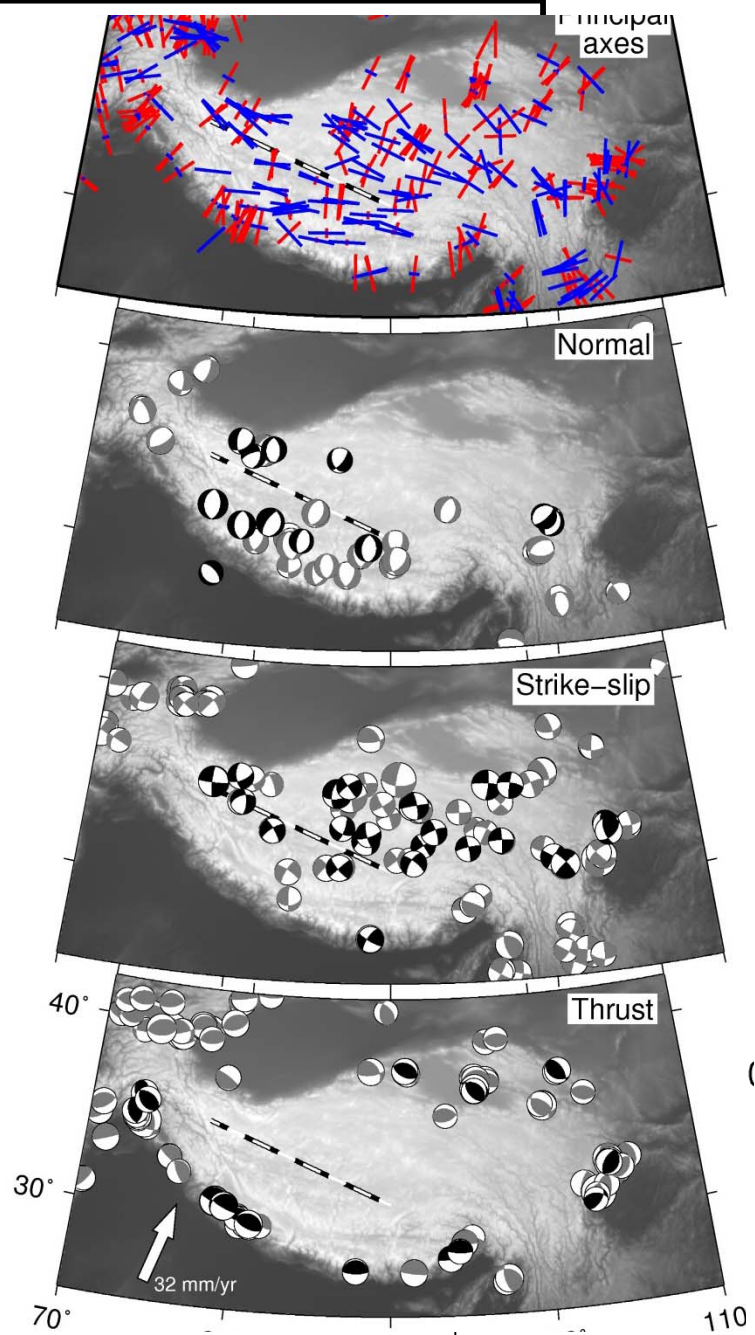 Principal
axes
Normal
Strike–slip
40°
Thrust
30°
32 mm/yr
70°
110